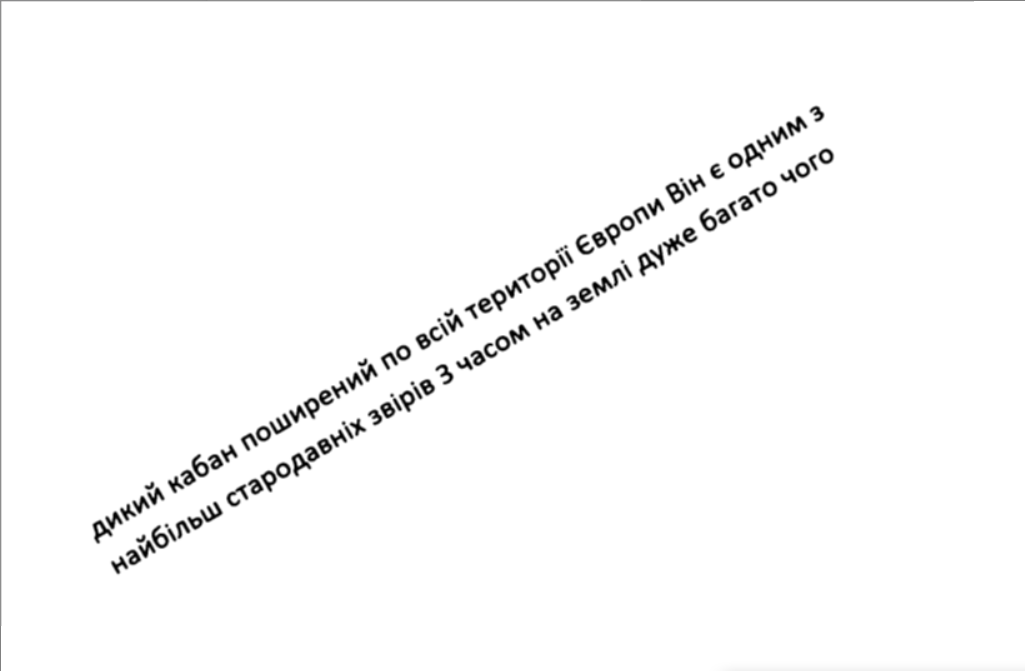 дикий кабан поширений по всій території Європи Він є одним з
найбільш стародавніх звірів З часом на землі дуже багато чого